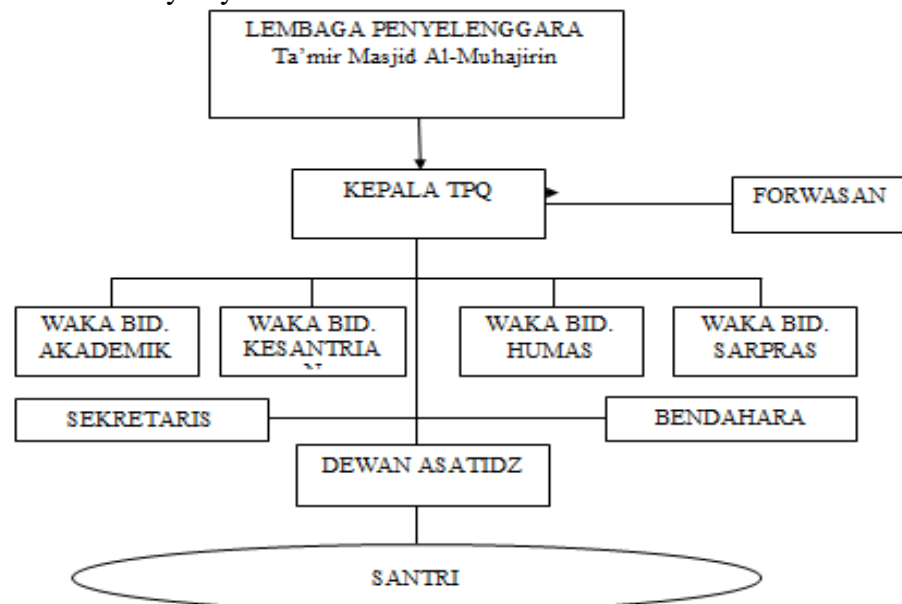 LEMBAGA PENYELENGGARA
Ta'mir Masjid Al-Muhajirin
KEPALA TPQ
FORWASAN
WAKA BID.
AKADEMIK
WAKA BID.
KESANTRIA
N
WAKA BID.
HUMAS
WAKA BID.
SARPRAS
SEKRETARIS
BENDAHARA
DEWAN ASATIDZ
SANTRI